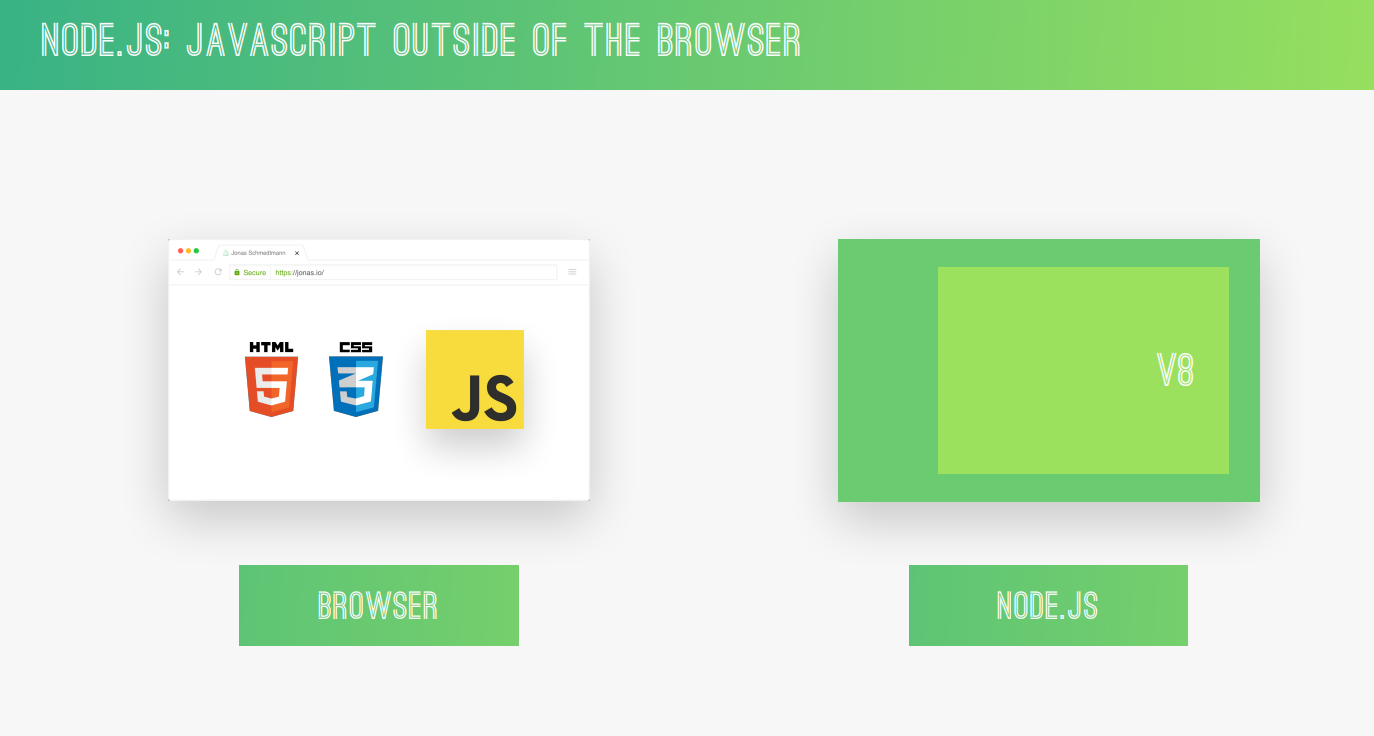 NODE.JS: JAVASCRIPT OUTSIDE OF THE BROWSER
Jonas Schmedtmann
Secure https://jonas.io/
HTML CSS
5 3 JS
V8
BROWSER NODE.JS